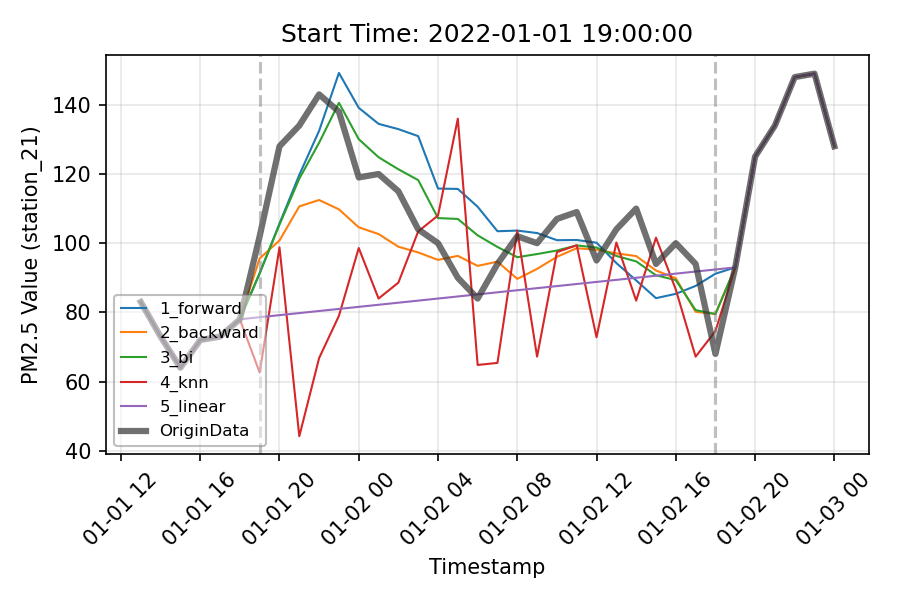 Start Time: 2022-01-01 19:00:00
PM2.5 Value (station_21)
140
120
100
80
60
40
1_forward
2_backward
3_bi
4_knn
5_linear
OriginData
01-01 12
01-01 16
01-01 20
01-02 00
01-02 04
01-02 08
01-02 12
01-02 16
01-02 20
01-03 00
Timestamp